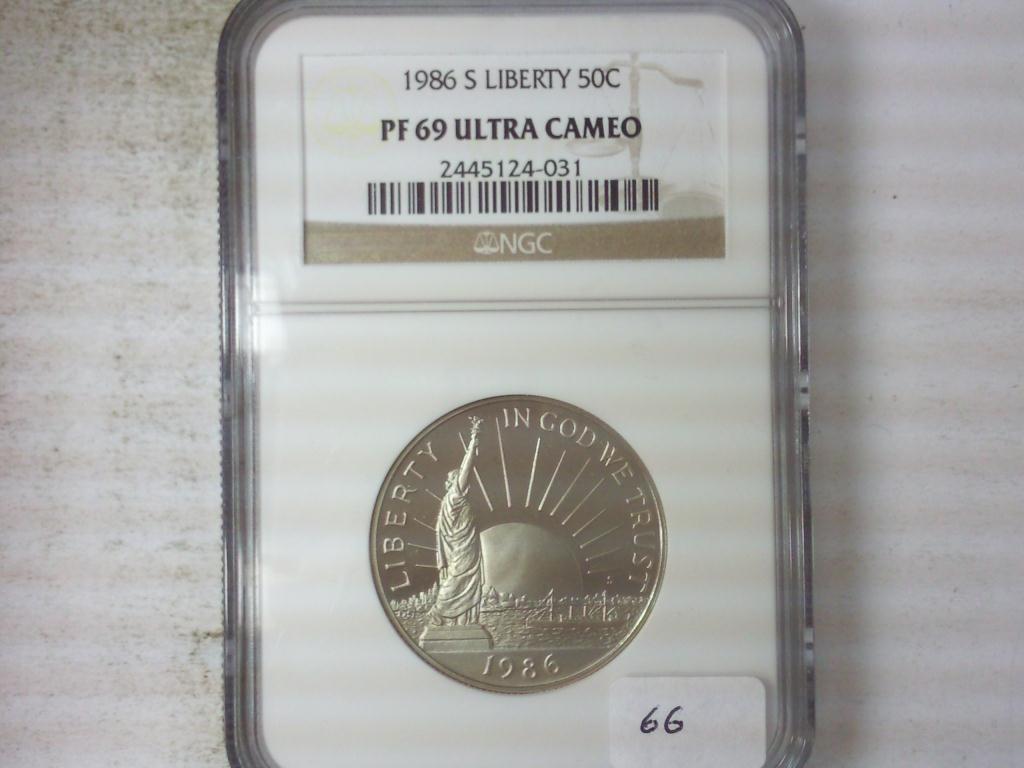 1986 S LIBERTY 50C
PF 69 ULTRA CAMEO
2445124-031
NGC
LIBERTY
IN GOD WE TRUST
S
1986
66